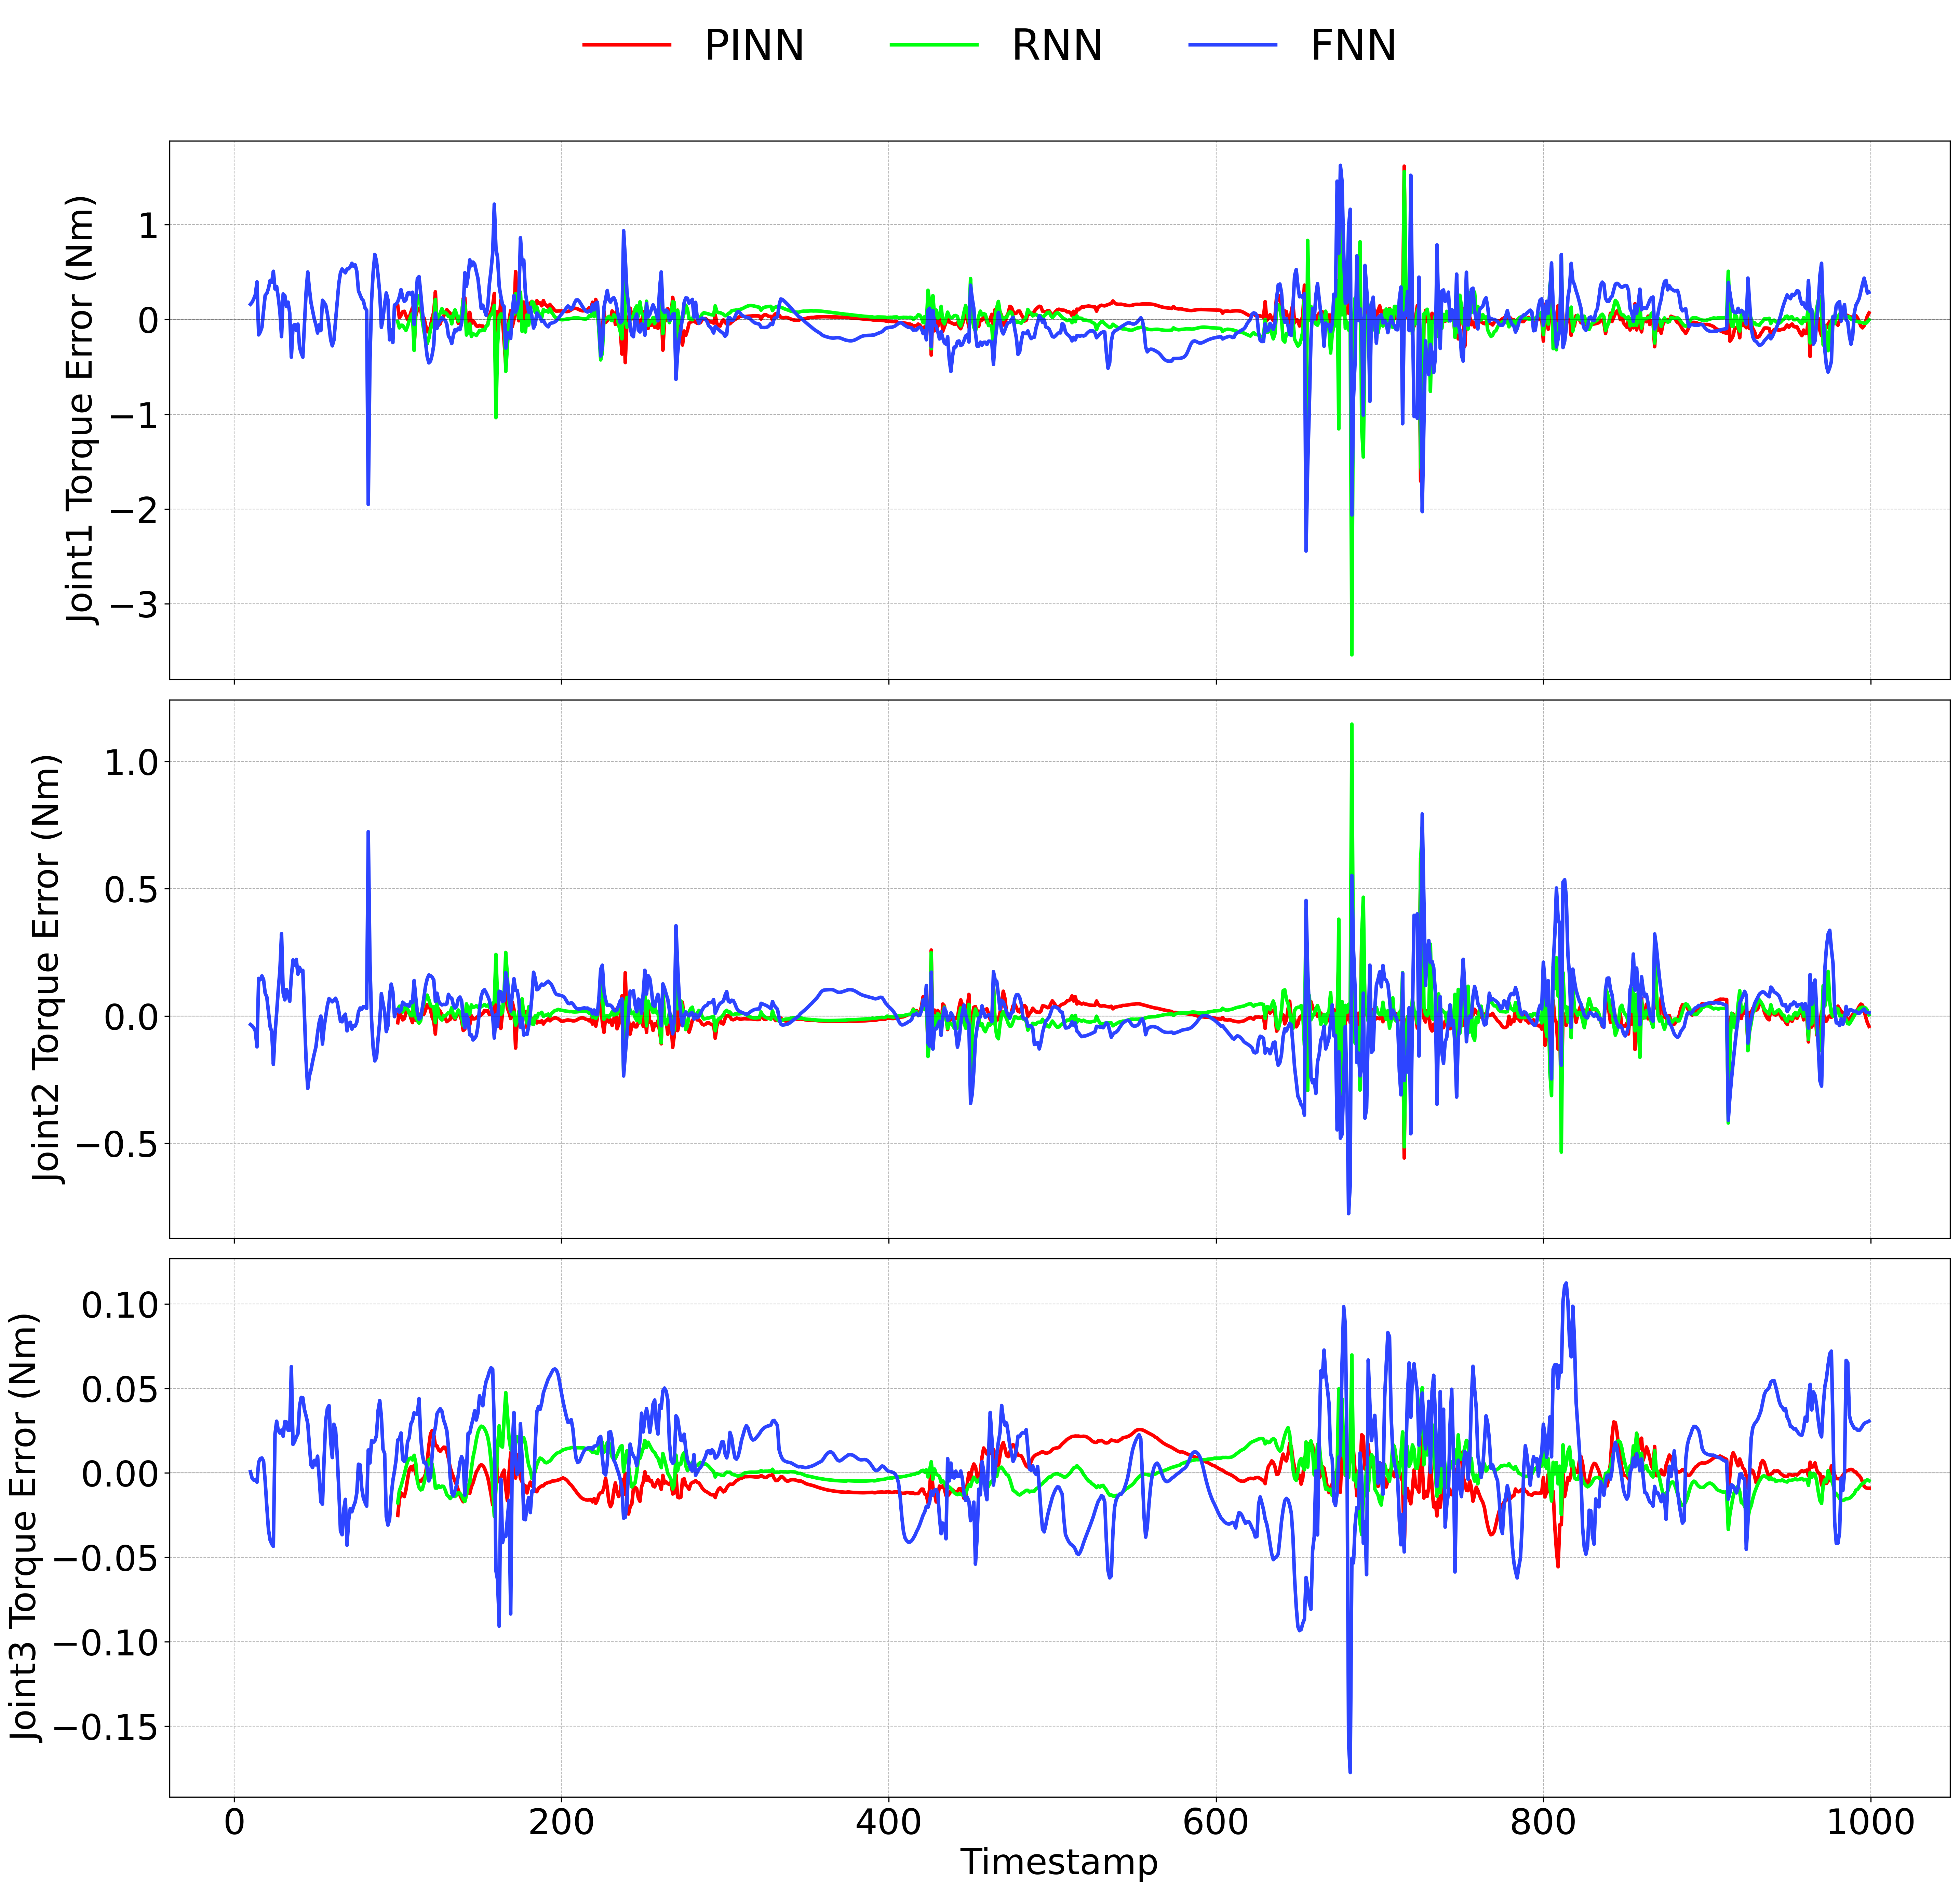 PINN RNN FNN
Joint1 Torque Error (Nm)
1
0
−1
−2
−3
Joint2 Torque Error (Nm)
1.0
0.5
0.0
−0.5
Joint3 Torque Error (Nm)
0.10
0.05
0.00
−0.05
−0.10
−0.15
0 200 400 600 800 1000
Timestamp